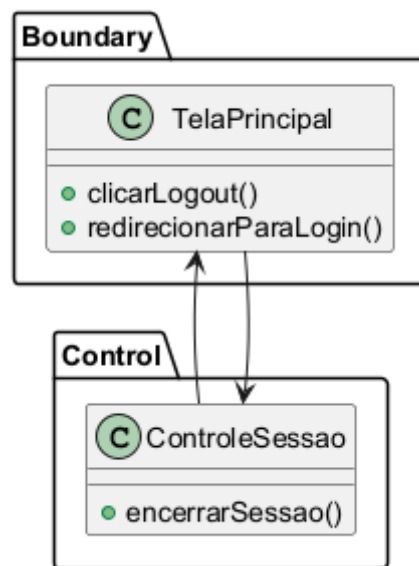 Boundary
C TelaPrincipal
clicarLogout()
redirecionarParaLogin()
Control
C ControleSessao
encerrarSessao()